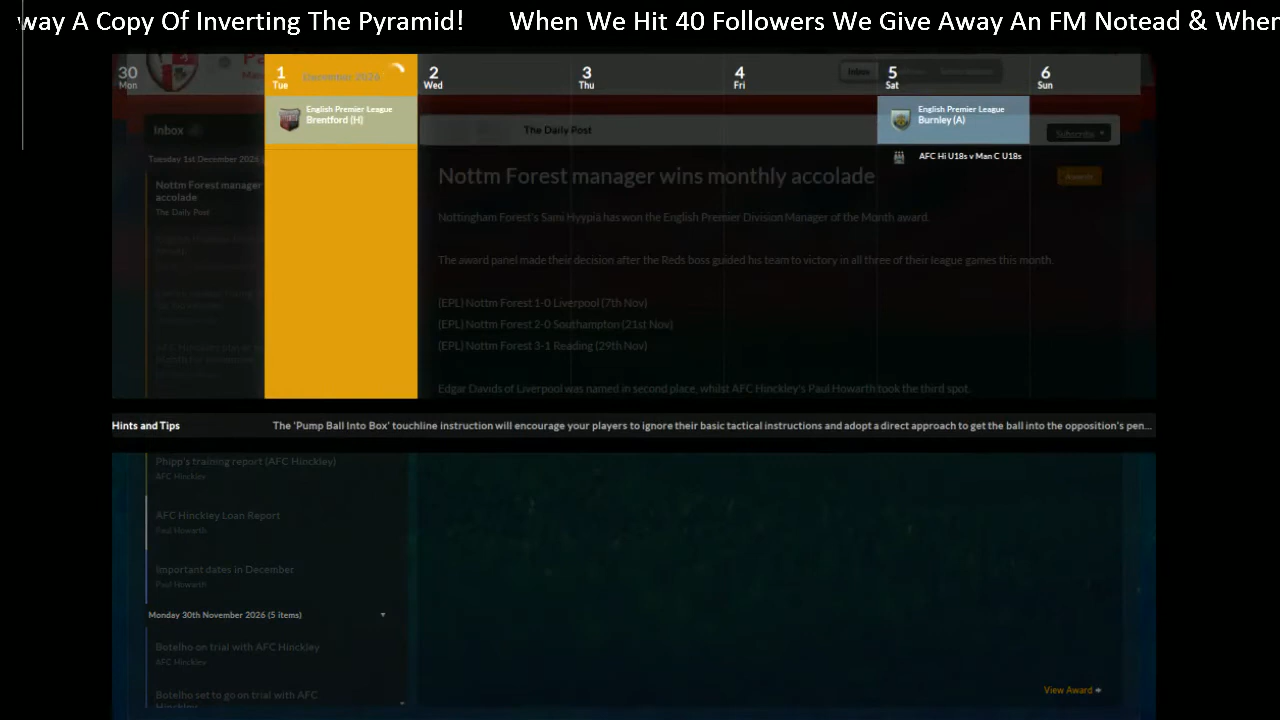 way A Copy Of Inverting The Pyramid! When We Hit 40 Followers We Give Away An FM Notead & When
30 Mon
1 Tue
December 2026
2 Wed
3 Thu
4 Fri
5 Sat
6 Sun
Inbox
English Premier League
Brentford (H)
English Premier League
Burnley (A)
AFC Hi U18s v Man C U18s
Inbox
The Daily Post
Subscribe
Tuesday 1st December 2026
Nottm Forest manager
accolade
The Daily Post
Nottm Forest manager wins monthly accolade
Nottingham Forest's Sami Hyypiä has won the English Premier Division Manager of the Month award.
The award panel made their decision after the Reds boss guided his team to victory in all three of their league games this month.
(EPL) Nottm Forest 1-0 Liverpool (7th Nov)
(EPL) Nottm Forest 2-0 Southampton (21st Nov)
(EPL) Nottm Forest 3-1 Reading (29th Nov)
Edgar Davids of Liverpool was named in second place, whilst AFC Hinckley's Paul Howarth took the third spot.
Hints and Tips
The 'Pump Ball Into Box' touchline instruction will encourage your players to ignore their basic tactical instructions and adopt a direct approach to get the ball into the opposition's pen...
Phipp's training report (AFC Hinckley)
AFC Hinckley
AFC Hinckley Loan Report
Paul Howarth
Important dates in December
Paul Howarth
Monday 30th November 2026 (5 items)
Botelho on trial with AFC Hinckley
AFC Hinckley
Botelho set to go on trial with AFC
Hinckley
View Award